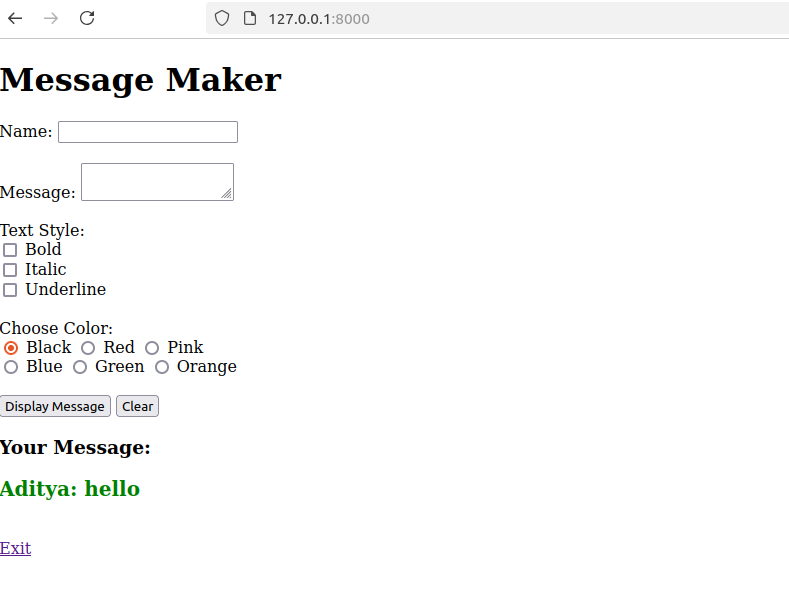 127.0.0.1:8000
Message Maker
Name:
Message:
Text Style:
Bold
Italic
Underline
Choose Color:
Black Red Pink
Blue Green Orange
Display Message Clear
Your Message:
Aditya: hello
Exit